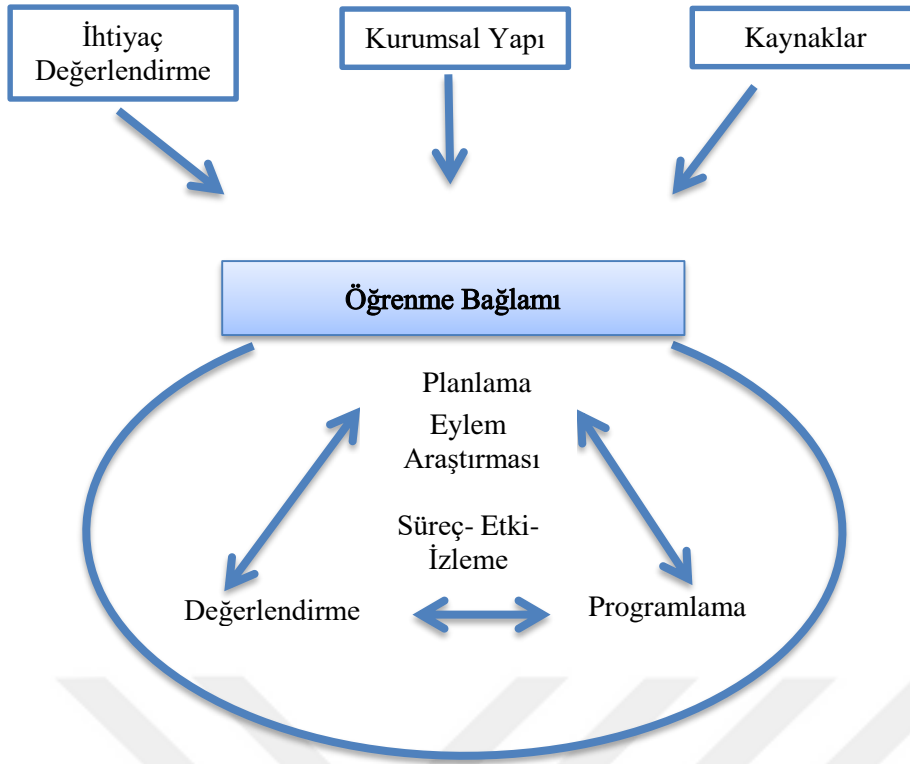 İhtiyaç
Değerlendirme
Kurumsal Yapı
Kaynaklar
Öğrenme Bağlamı
Planlama
Eylem
Araştırması
Süreç- Etki-
İzleme
Değerlendirme
Programlama